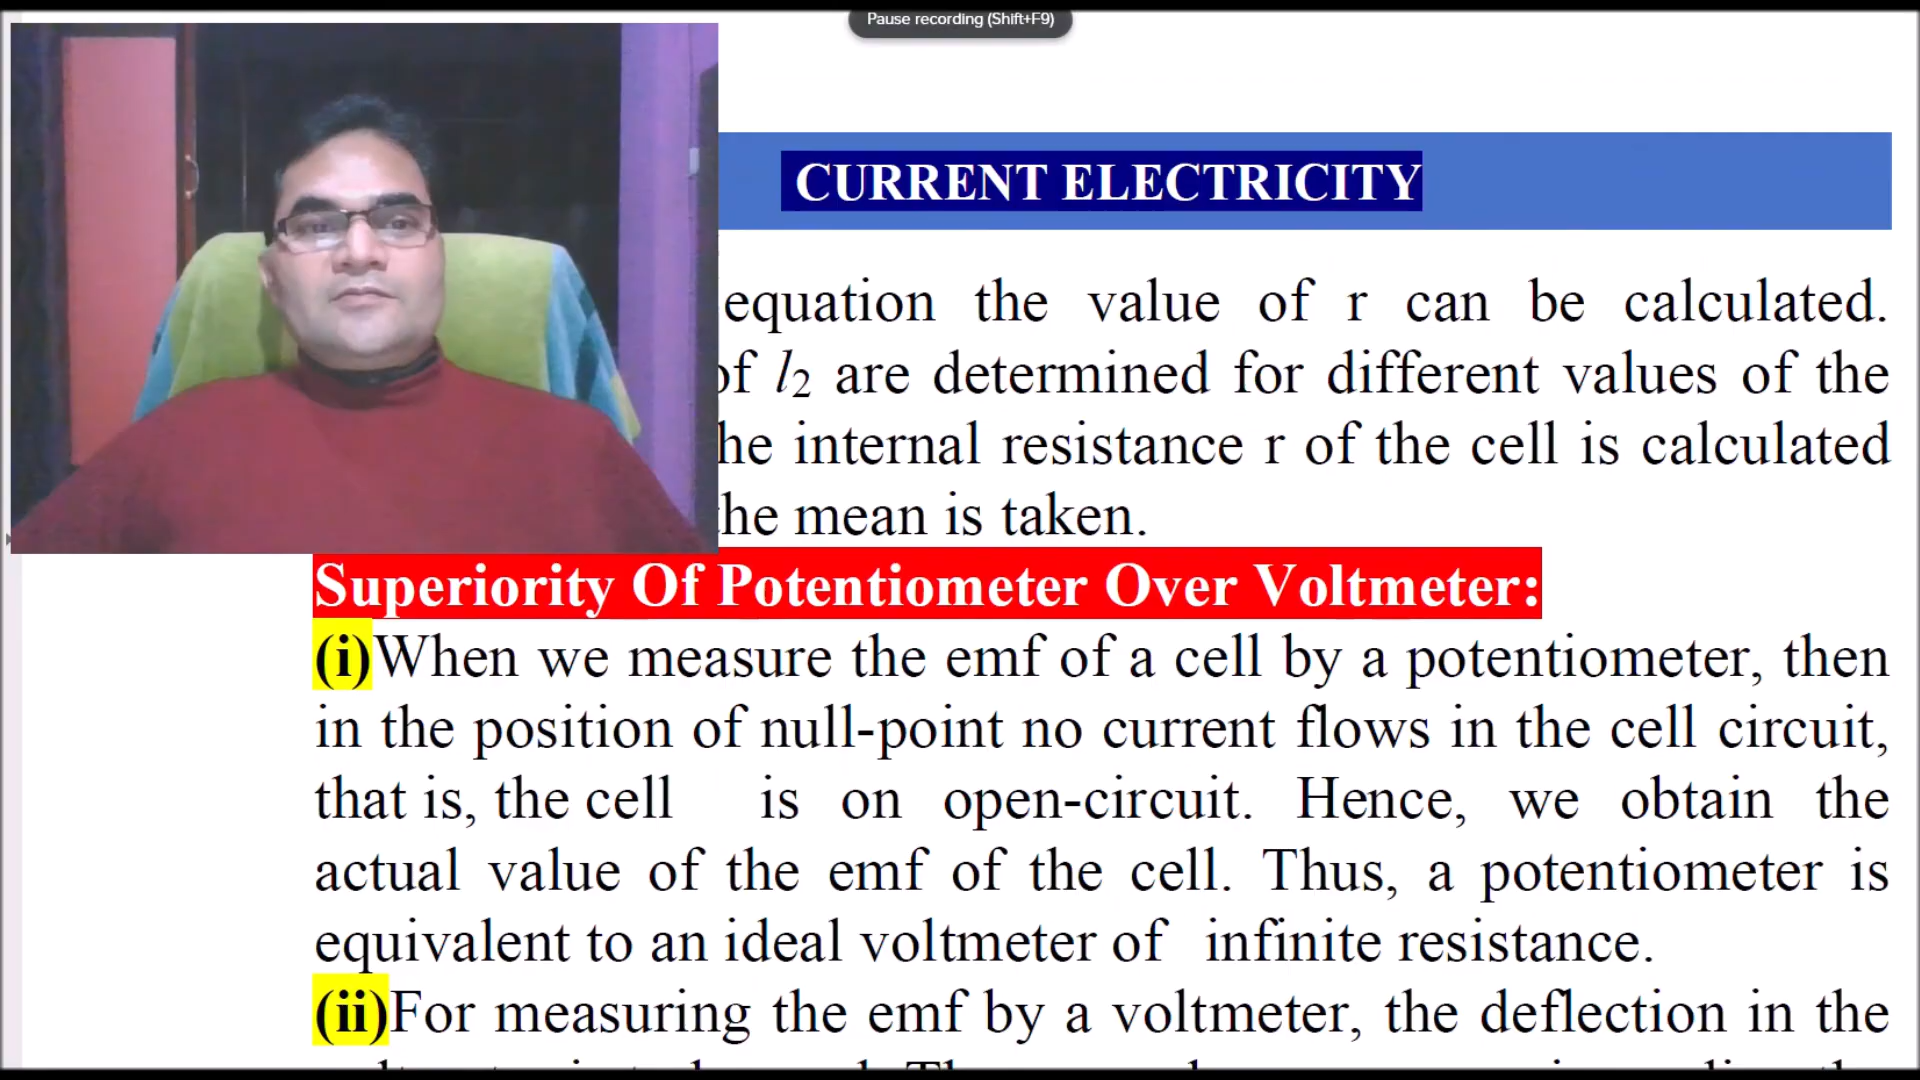 Pause recording (Shift+F9)
CURRENT ELECTRICITY
equation the value of r can be calculated.
of l₂ are determined for different values of the
he internal resistance r of the cell is calculated
the mean is taken.
Superiority Of Potentiometer Over Voltmeter:
(i)When we measure the emf of a cell by a potentiometer, then
in the position of null-point no current flows in the cell circuit,
that is, the cell is on open-circuit. Hence, we obtain the
actual value of the emf of the cell. Thus, a potentiometer is
equivalent to an ideal voltmeter of infinite resistance.
(ii)For measuring the emf by a voltmeter, the deflection in the